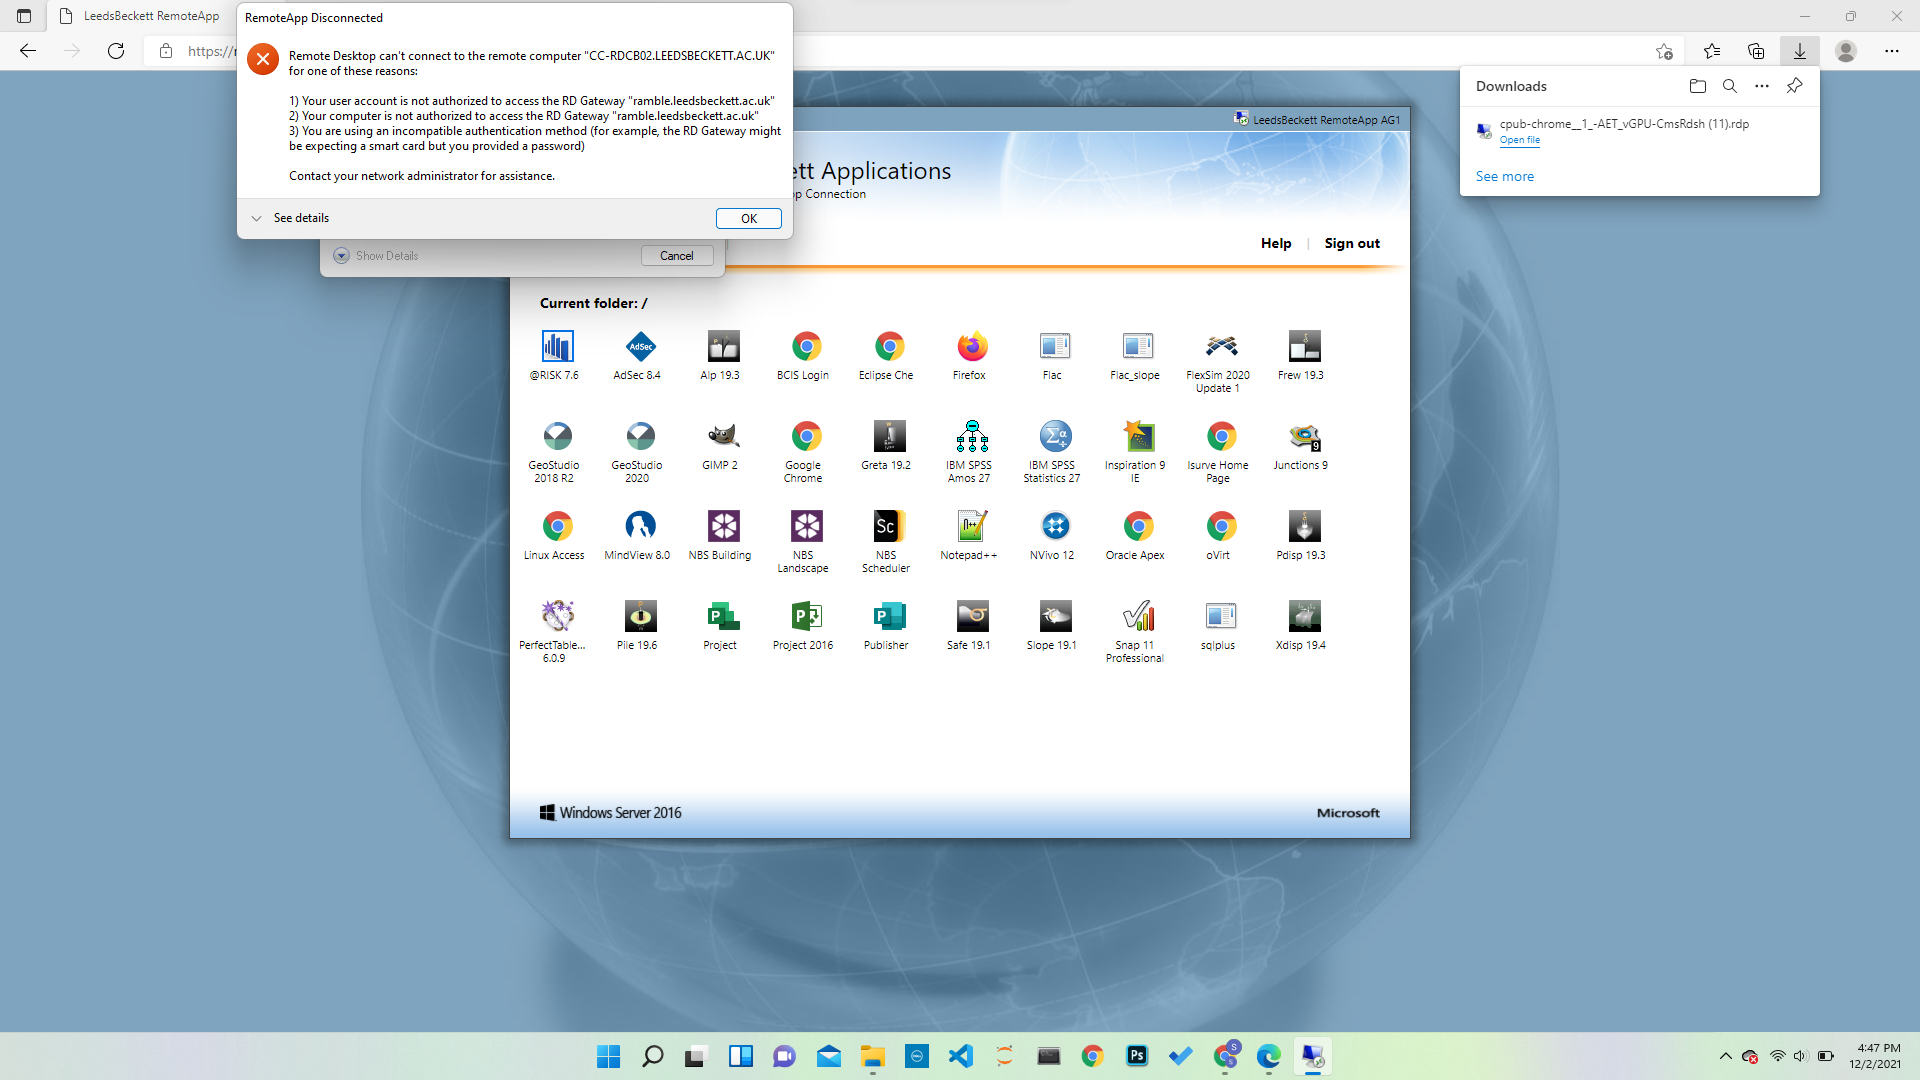 LeedsBeckett RemoteApp
https://r
RemoteApp Disconnected
Remote Desktop can't connect to the remote computer "CC-RDCB02.LEEDSBECKETT.AC.UK"
for one of these reasons:
1) Your user account is not authorized to access the RD Gateway "ramble.leedsbeckett.ac.uk"
2) Your computer is not authorized to access the RD Gateway "ramble.leedsbeckett.ac.uk"
3) You are using an incompatible authentication method (for example, the RD Gateway might
be expecting a smart card but you provided a password)
Contact your network administrator for assistance.
See details
OK
Show Details
Cancel
Downloads
cpub-chrome__1_-AET_vGPU-CmsRdsh (11).rdp
Open file
See more
LeedsBeckett RemoteApp AG1
ett Applications
op Connection
Help | Sign out
Current folder: /
@RISK 7.6
AdSec
AdSec 8.4
Alp 19.3
BCIS Login
Eclipse Che
Firefox
Flac
Flac_slope
FlexSim 2020
Update 1
Frew 19.3
GeoStudio
2018 R2
GeoStudio
2020
GIMP 2
Google
Chrome
Greta 19.2
IBM SPSS
Amos 27
IBM SPSS
Statistics 27
Inspiration 9
IE
Isurve Home
Page
9
Junctions 9
Linux Access
MindView 8.0
NBS Building
NBS
Landscape
Sc
NBS
Scheduler
Notepad++
NVivo 12
Oracle Apex
oVirt
Pdisp 19.3
PerfectTable...
6.0.9
Pile 19.6
Project
Project 2016
Publisher
Safe 19.1
Slope 19.1
Snap 11
Professional
sqlplus
Xdisp 19.4
Windows Server 2016
Microsoft
Ps
S
4:47 PM
12/2/2021